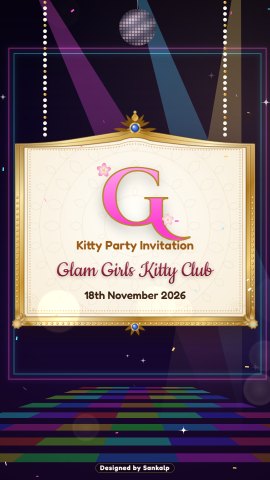 G
Kitty Party Invitation
Glam Girls Kitty Club
18th November 2026
Designed by Sankalp